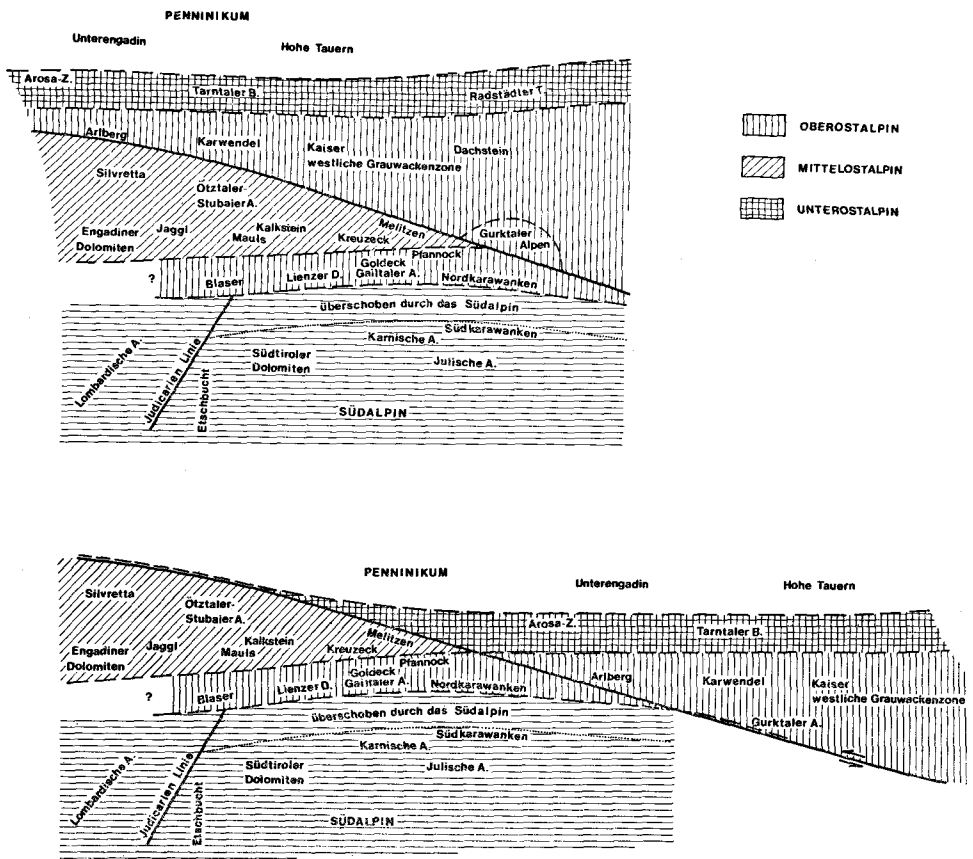 PENNINIKUM
Unterengadin
Hohe Tauern
Arosa-Z.
Tarntaler B.
Radstädter T.
Arlberg
Karwendel
Kaiser
westliche Grauwackenzone
Dachstein
Silvretta
Ötztaler-
Stubaier A.
Melitzen
Gurktaler
Alpen
Engadiner
Dolomiten
Jaggl
Kalkstein
Mauls
Kreuzeck
Pfannock
Goldeck
Gailtaler A.
?
Blaser
Lienzer D.
Nordkarawanken
überschoben durch das Südalpin
Südkarawanken
Karnische A.
Lombardische A.
Judicarien Linie
Etschbucht
Südtiroler
Dolomiten
Julische A.
SÜDALPIN
OBEROSTALPIN
MITTELOSTALPIN
UNTEROSTALPIN
PENNINIKUM
Unterengadin
Hohe Tauern
Silvretta
Ötztaler-
Stubaier A.
Arosa-Z.
Tarntaler B.
Melitzen
Engadiner
Dolomiten
Jaggl
Kalkstein
Mauls
Kreuzeck
Pfannock
Goldeck
Gailtaler A.
Arlberg
Karwendel
Kaiser
westliche Grauwackenzone
?
Blaser
Lienzer D.
Nordkarawanken
überschoben durch das Südalpin
Gurktaler A.
Südkarawanken
Karnische A.
Lombardische A.
Judicarien Linie
Etschbucht
Südtiroler
Dolomiten
Julische A.
SÜDALPIN